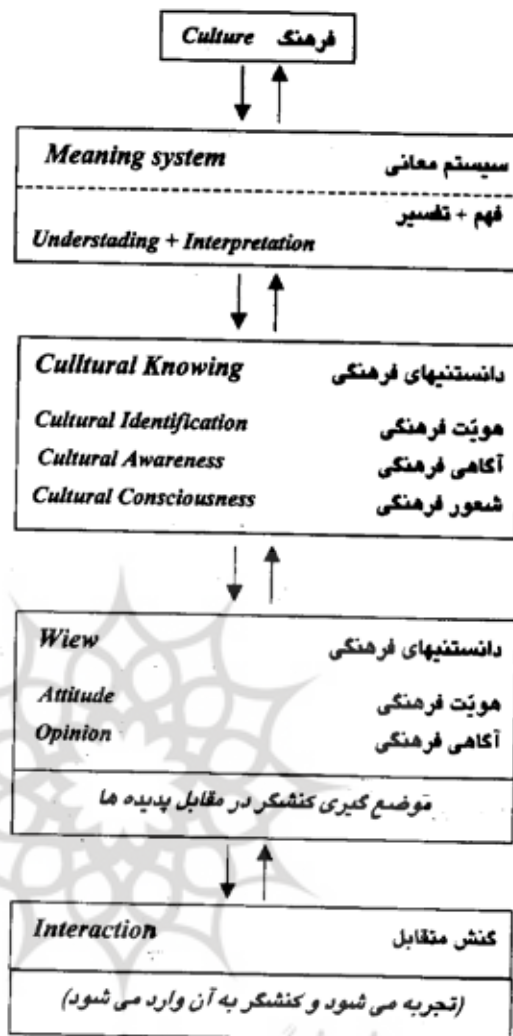 Culture فرهنگ
Meaning system سیستم معانی
فهم + تفسیر
Understading + Interpretation
Culltural Knowing دانستنیهای فرهنگی
Cultural Identification هویّت فرهنگی
Cultural Awareness آگاهی فرهنگی
Cultural Consciousness شعور فرهنگی
Wiew دانستنیهای فرهنگی
Attitude هویّت فرهنگی
Opinion آگاهی فرهنگی
موضع گیری کنشگر در مقابل پدیده ها
Interaction کنش متقابل
(تجربه می شود و کنشگر به آن وارد می شود)